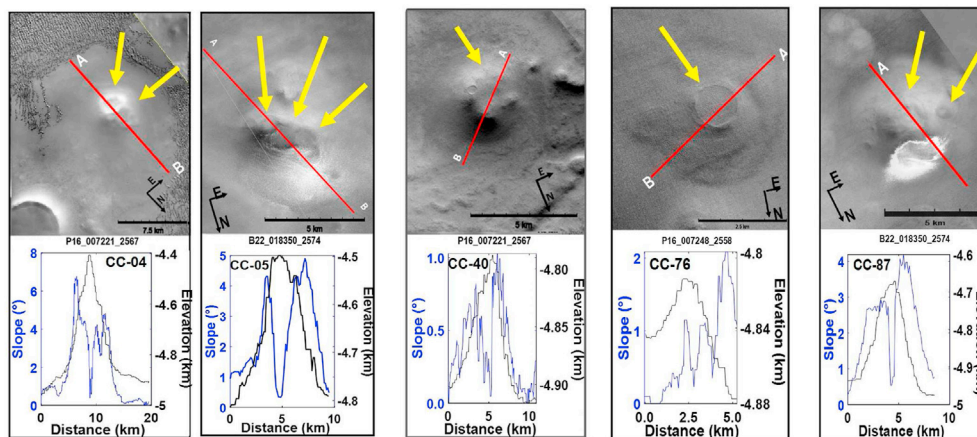 A
B
E
N
7.5 km
P16_007221_2567
CC-04
Slope (°)
8
6
4
2
0
Elevation (km)
-4.4
-4.6
-4.8
-5
0 10 20
Distance (km)
A
B
E
N
5 km
B22_018350_2574
CC-05
Slope (°)
5
4
3
2
1
0
Elevation (km)
-4.5
-4.6
-4.7
-4.8
0 5 10
Distance (km)
A
B
E
N
5 km
P16_007221_2567
CC-40
Slope (°)
1.0
0.5
0.0
Elevation (km)
-4.80
-4.85
-4.90
0 5 10
Distance (km)
A
B
E
N
2.5 km
P16_007248_2558
CC-76
Slope (°)
2
1
0
Elevation (km)
-4.8
-4.84
-4.88
0.0 2.5 5.0
Distance (km)
A
B
E
N
5 km
B22_018350_2574
CC-87
Slope (°)
4
3
2
1
0
-4.6
-4.7
-4.8
-4.9
-5
0 5 10
Distance (km)